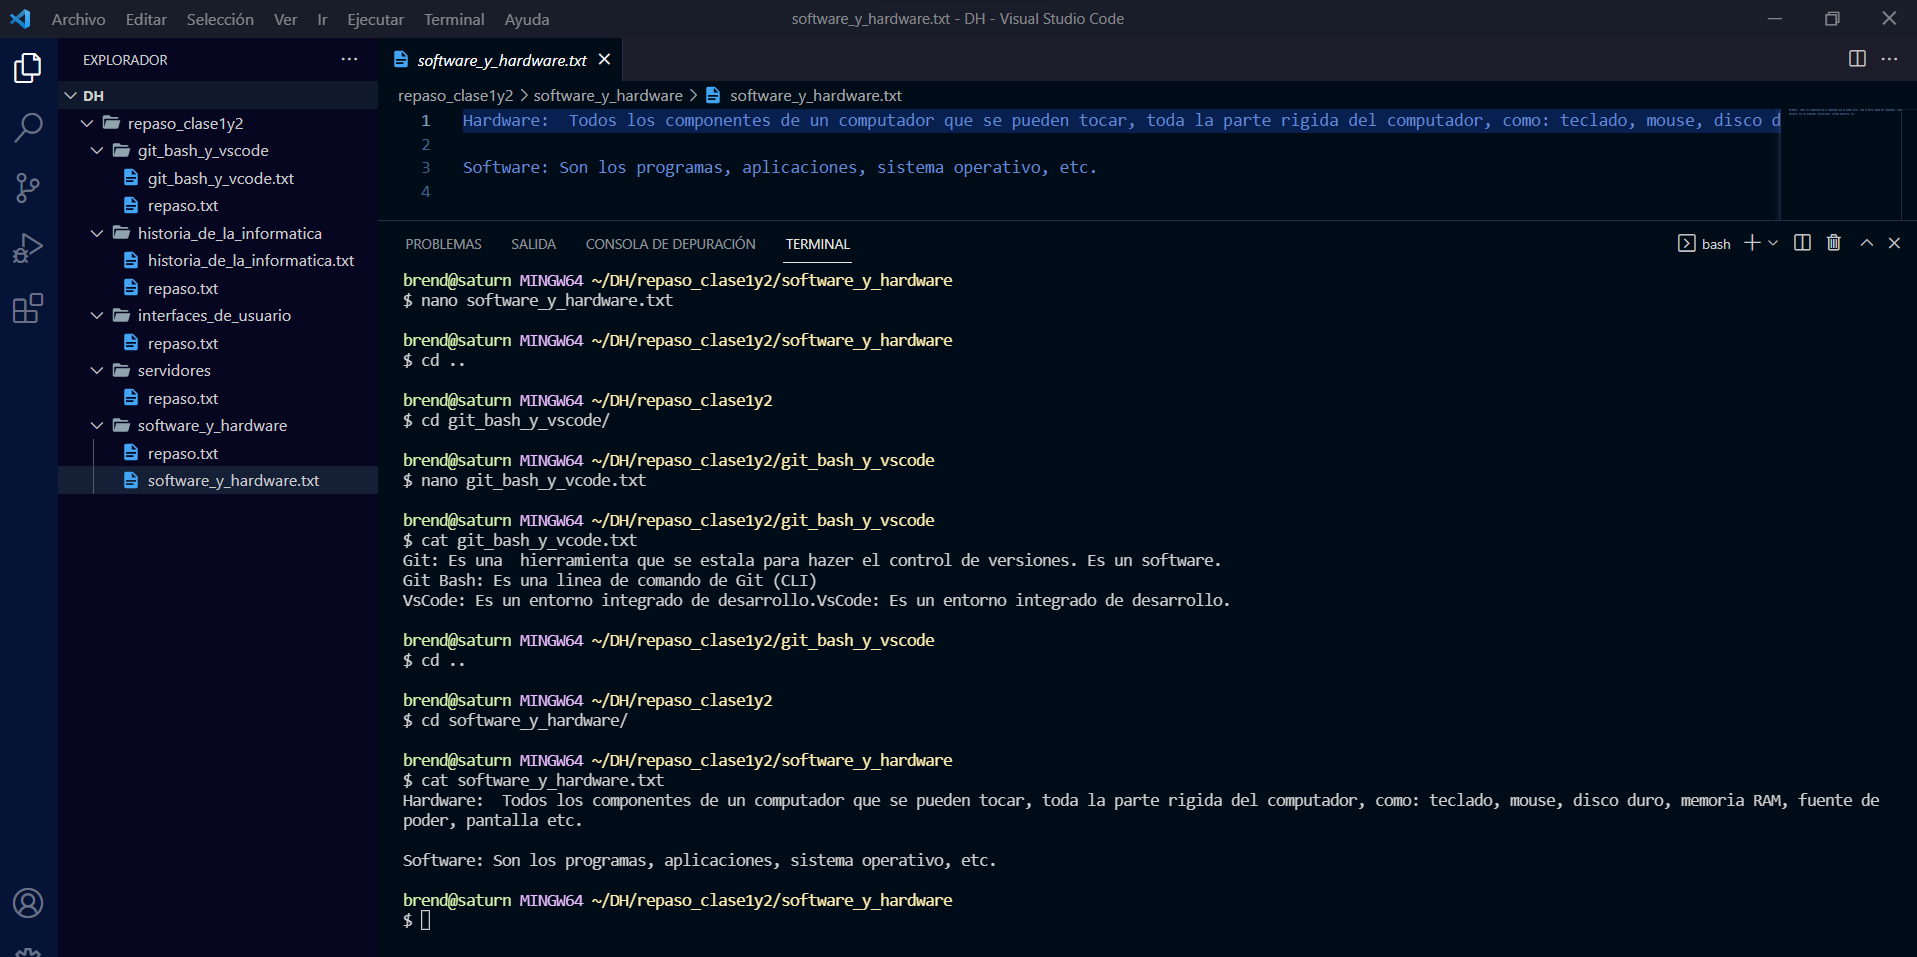 Archivo Editar Selección Ver Ir Ejecutar Terminal Ayuda
software_y_hardware.txt - DH - Visual Studio Code
EXPLORADOR
DH
repaso_clase1y2
git_bash_y_vscode
git_bash_y_vcode.txt
repaso.txt
historia_de_la_informatica
historia_de_la_informatica.txt
repaso.txt
interfaces_de_usuario
repaso.txt
servidores
repaso.txt
software_y_hardware
repaso.txt
software_y_hardware.txt
software_y_hardware.txt
repaso_clase1y2 > software_y_hardware > software_y_hardware.txt
1 Hardware:  Todos los componentes de un computador que se pueden tocar, toda la parte rigida del computador, como: teclado, mouse, disco d
2
3 Software: Son los programas, aplicaciones, sistema operativo, etc.
4
PROBLEMAS SALIDA CONSOLA DE DEPURACIÓN TERMINAL
bash
brend@saturn MINGW64 ~/DH/repaso_clase1y2/software_y_hardware
$ nano software_y_hardware.txt
brend@saturn MINGW64 ~/DH/repaso_clase1y2/software_y_hardware
$ cd ..
brend@saturn MINGW64 ~/DH/repaso_clase1y2
$ cd git_bash_y_vscode/
brend@saturn MINGW64 ~/DH/repaso_clase1y2/git_bash_y_vscode
$ nano git_bash_y_vcode.txt
brend@saturn MINGW64 ~/DH/repaso_clase1y2/git_bash_y_vscode
$ cat git_bash_y_vcode.txt
Git: Es una  hierramienta que se estala para hazer el control de versiones. Es un software.
Git Bash: Es una linea de comando de Git (CLI)
VsCode: Es un entorno integrado de desarrollo.VsCode: Es un entorno integrado de desarrollo.
brend@saturn MINGW64 ~/DH/repaso_clase1y2/git_bash_y_vscode
$ cd ..
brend@saturn MINGW64 ~/DH/repaso_clase1y2
$ cd software_y_hardware/
brend@saturn MINGW64 ~/DH/repaso_clase1y2/software_y_hardware
$ cat software_y_hardware.txt
Hardware:  Todos los componentes de un computador que se pueden tocar, toda la parte rigida del computador, como: teclado, mouse, disco duro, memoria RAM, fuente de
poder, pantalla etc.
Software: Son los programas, aplicaciones, sistema operativo, etc.
brend@saturn MINGW64 ~/DH/repaso_clase1y2/software_y_hardware
$